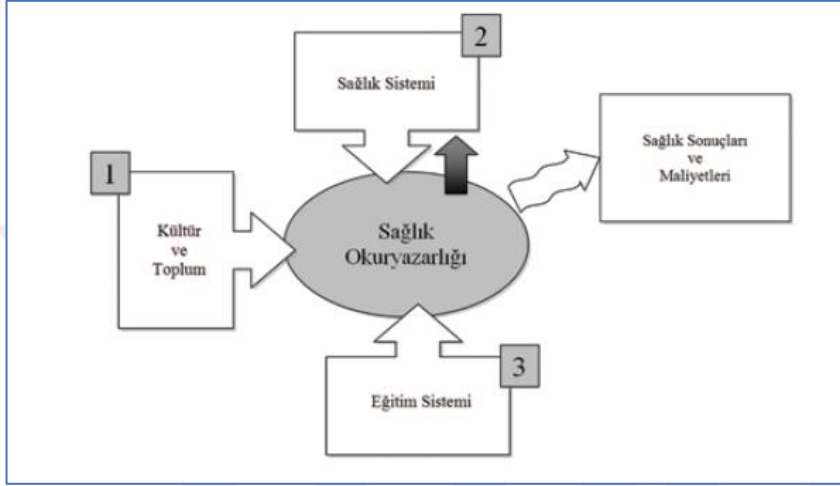 2
Sağlık Sistemi
Sağlık Sonuçları
ve
Maliyetleri
1
Kültür
ve
Toplum
Sağlık
Okuryazarlığı
3
Eğitim Sistemi